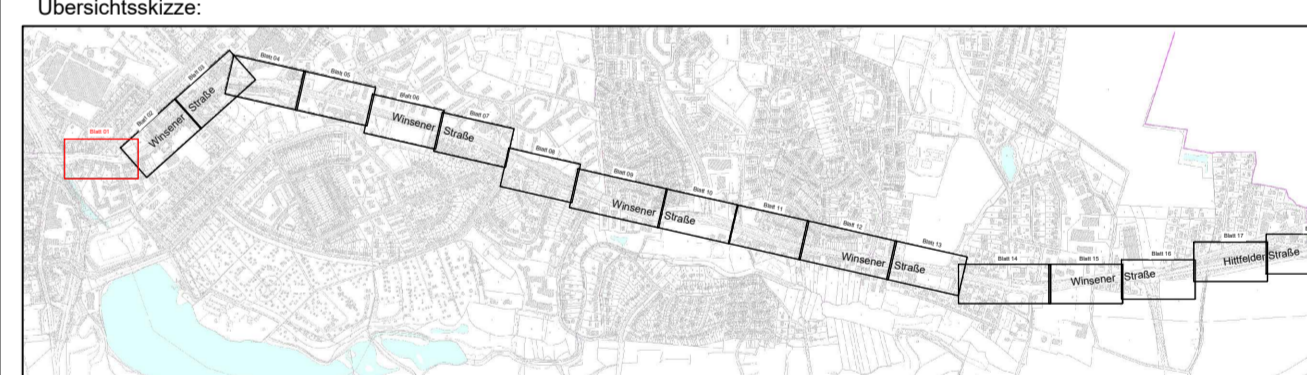 Übersichtsskizze:
Blatt 01
Blatt 02
Blatt 03
Winsener Straße
Blatt 04
Blatt 05
Blatt 06
Blatt 07
Winsener Straße
Blatt 08
Blatt 09
Blatt 10
Winsener Straße
Blatt 11
Blatt 12
Blatt 13
Winsener Straße
Blatt 14
Blatt 15
Blatt 16
Winsener Straße
Blatt 17
Hittfelder Straße